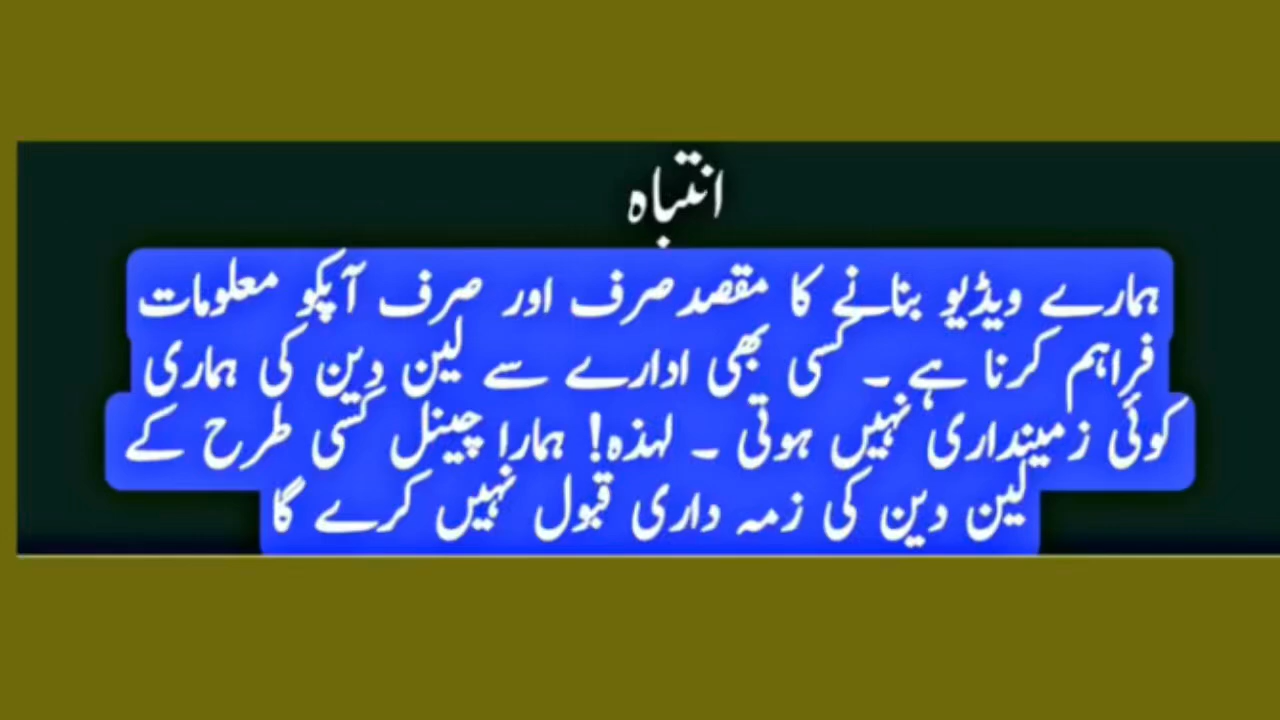 انتباہ
ہمارے ویڈیو بنانے کا مقصد صرف اور صرف آپکو معلومات
فراہم کرنا ہے ۔ کسی بھی ادارے سے لین دین کی ہماری
کوئی زمینداری نہیں ہوتی ۔ لہذہ! ہمارا چینل کسی طرح کے
لین دین کی زمہ داری قبول نہیں کرے گا